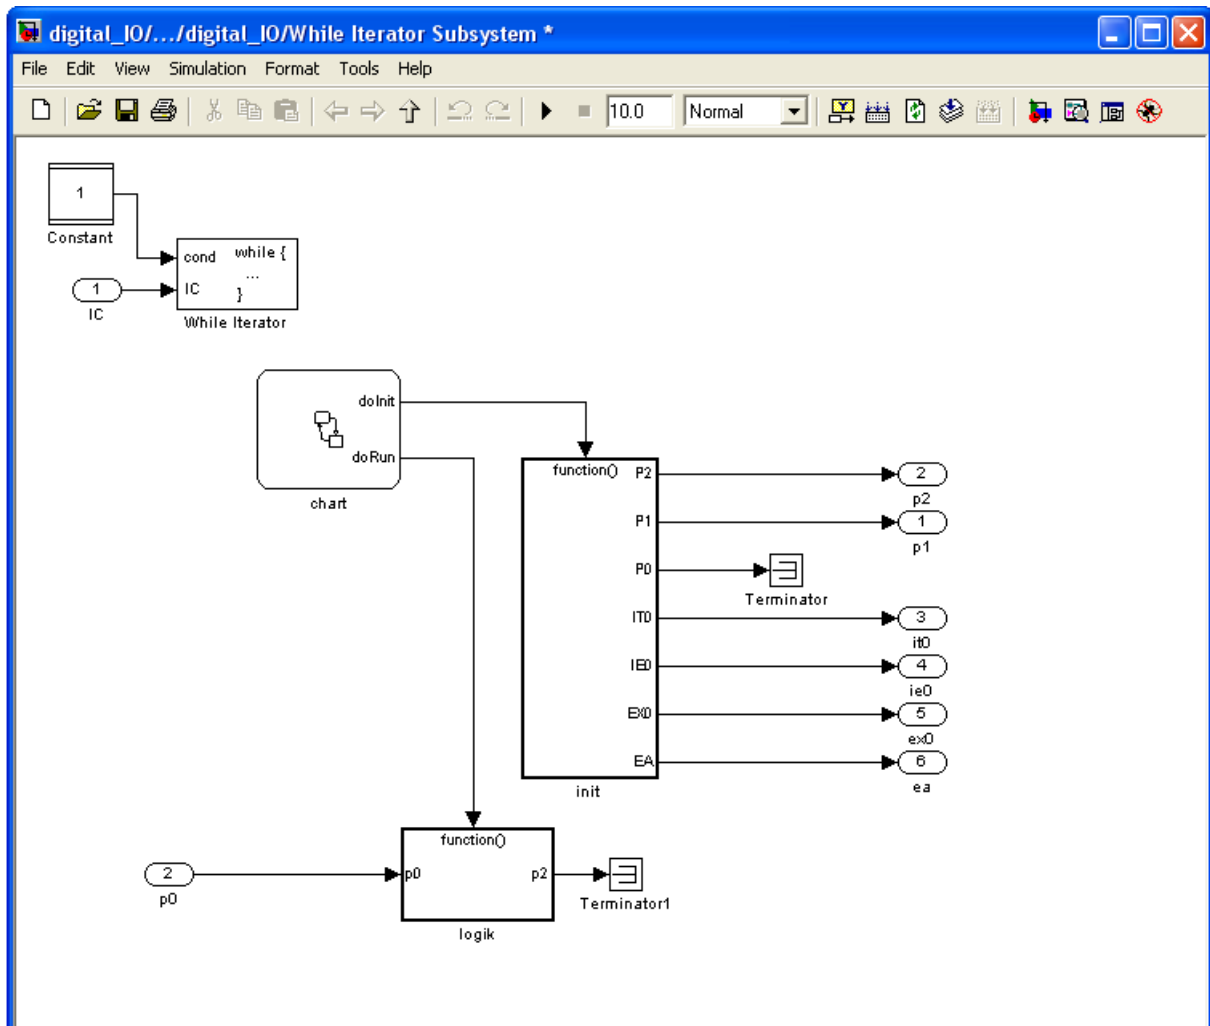 digital_IO/.../digital_IO/While Iterator Subsystem *
File Edit View Simulation Format Tools Help
10.0 Normal
1
Constant
cond while {
...
IC }
1
IC
While Iterator
doInit
doRun
chart
function()
P2
P1
P0
IT0
IE0
EX0
EA
init
2
p2
1
p1
Terminator
3
it0
4
ie0
5
ex0
6
ea
function()
2
p0
p0 p2
Terminator1
logik